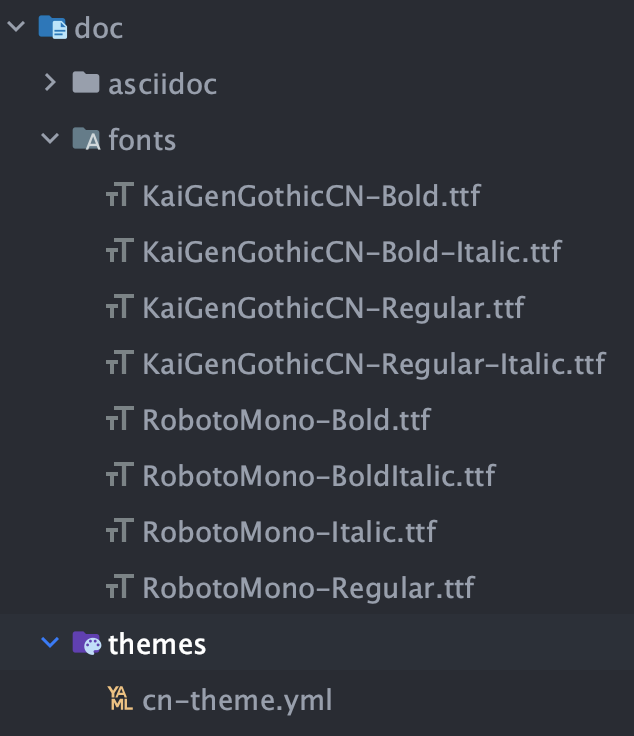 doc
asciidoc
fonts
KaiGenGothicCN-Bold.ttf
KaiGenGothicCN-Bold-Italic.ttf
KaiGenGothicCN-Regular.ttf
KaiGenGothicCN-Regular-Italic.ttf
RobotoMono-Bold.ttf
RobotoMono-BoldItalic.ttf
RobotoMono-Italic.ttf
RobotoMono-Regular.ttf
themes
cn-theme.yml